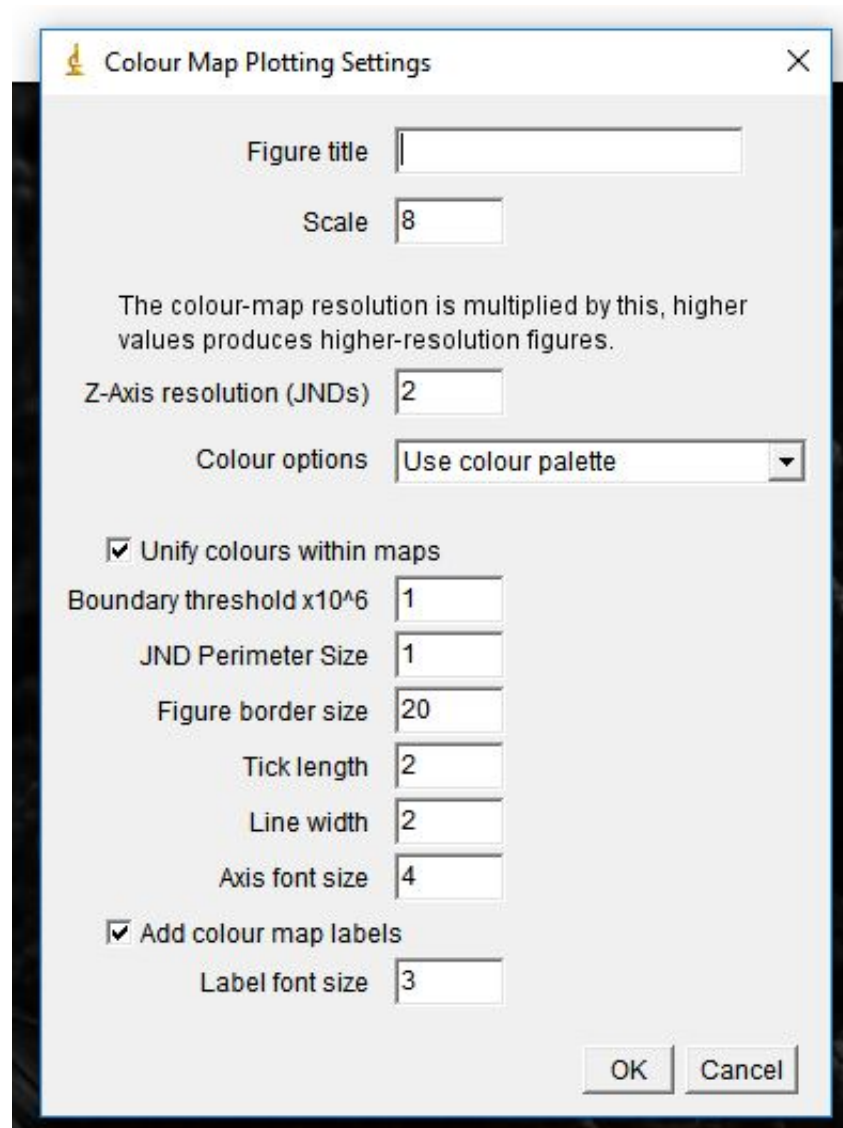 Colour Map Plotting Settings
Figure title
Scale 8
The colour-map resolution is multiplied by this, higher
values produces higher-resolution figures.
Z-Axis resolution (JNDs) 2
Colour options Use colour palette
Unify colours within maps
Boundary threshold x10^6 1
JND Perimeter Size 1
Figure border size 20
Tick length 2
Line width 2
Axis font size 4
Add colour map labels
Label font size 3
OK Cancel